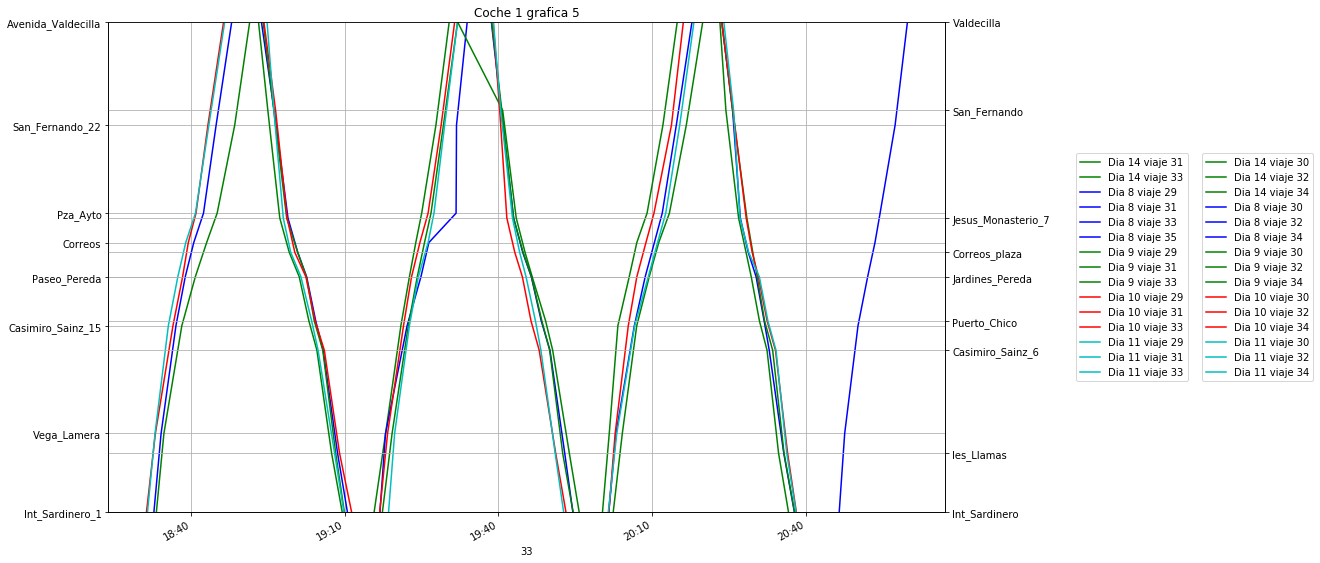 Coche 1 grafica 5
Avenida_Valdecilla
San_Fernando_22
Pza_Ayto
Correos
Paseo_Pereda
Casimiro_Sainz_15
Vega_Lamera
Int_Sardinero_1
Valdecilla
San_Fernando
Jesus_Monasterio_7
Correos_plaza
Jardines_Pereda
Puerto_Chico
Casimiro_Sainz_6
Ies_Llamas
Int_Sardinero
18:40
19:10
19:40
20:10
20:40
33
Dia 14 viaje 31
Dia 14 viaje 33
Dia 8 viaje 29
Dia 8 viaje 31
Dia 8 viaje 33
Dia 8 viaje 35
Dia 9 viaje 29
Dia 9 viaje 31
Dia 9 viaje 33
Dia 10 viaje 29
Dia 10 viaje 31
Dia 10 viaje 33
Dia 11 viaje 29
Dia 11 viaje 31
Dia 11 viaje 33
Dia 14 viaje 30
Dia 14 viaje 32
Dia 14 viaje 34
Dia 8 viaje 30
Dia 8 viaje 32
Dia 8 viaje 34
Dia 9 viaje 30
Dia 9 viaje 32
Dia 9 viaje 34
Dia 10 viaje 30
Dia 10 viaje 32
Dia 10 viaje 34
Dia 11 viaje 30
Dia 11 viaje 32
Dia 11 viaje 34